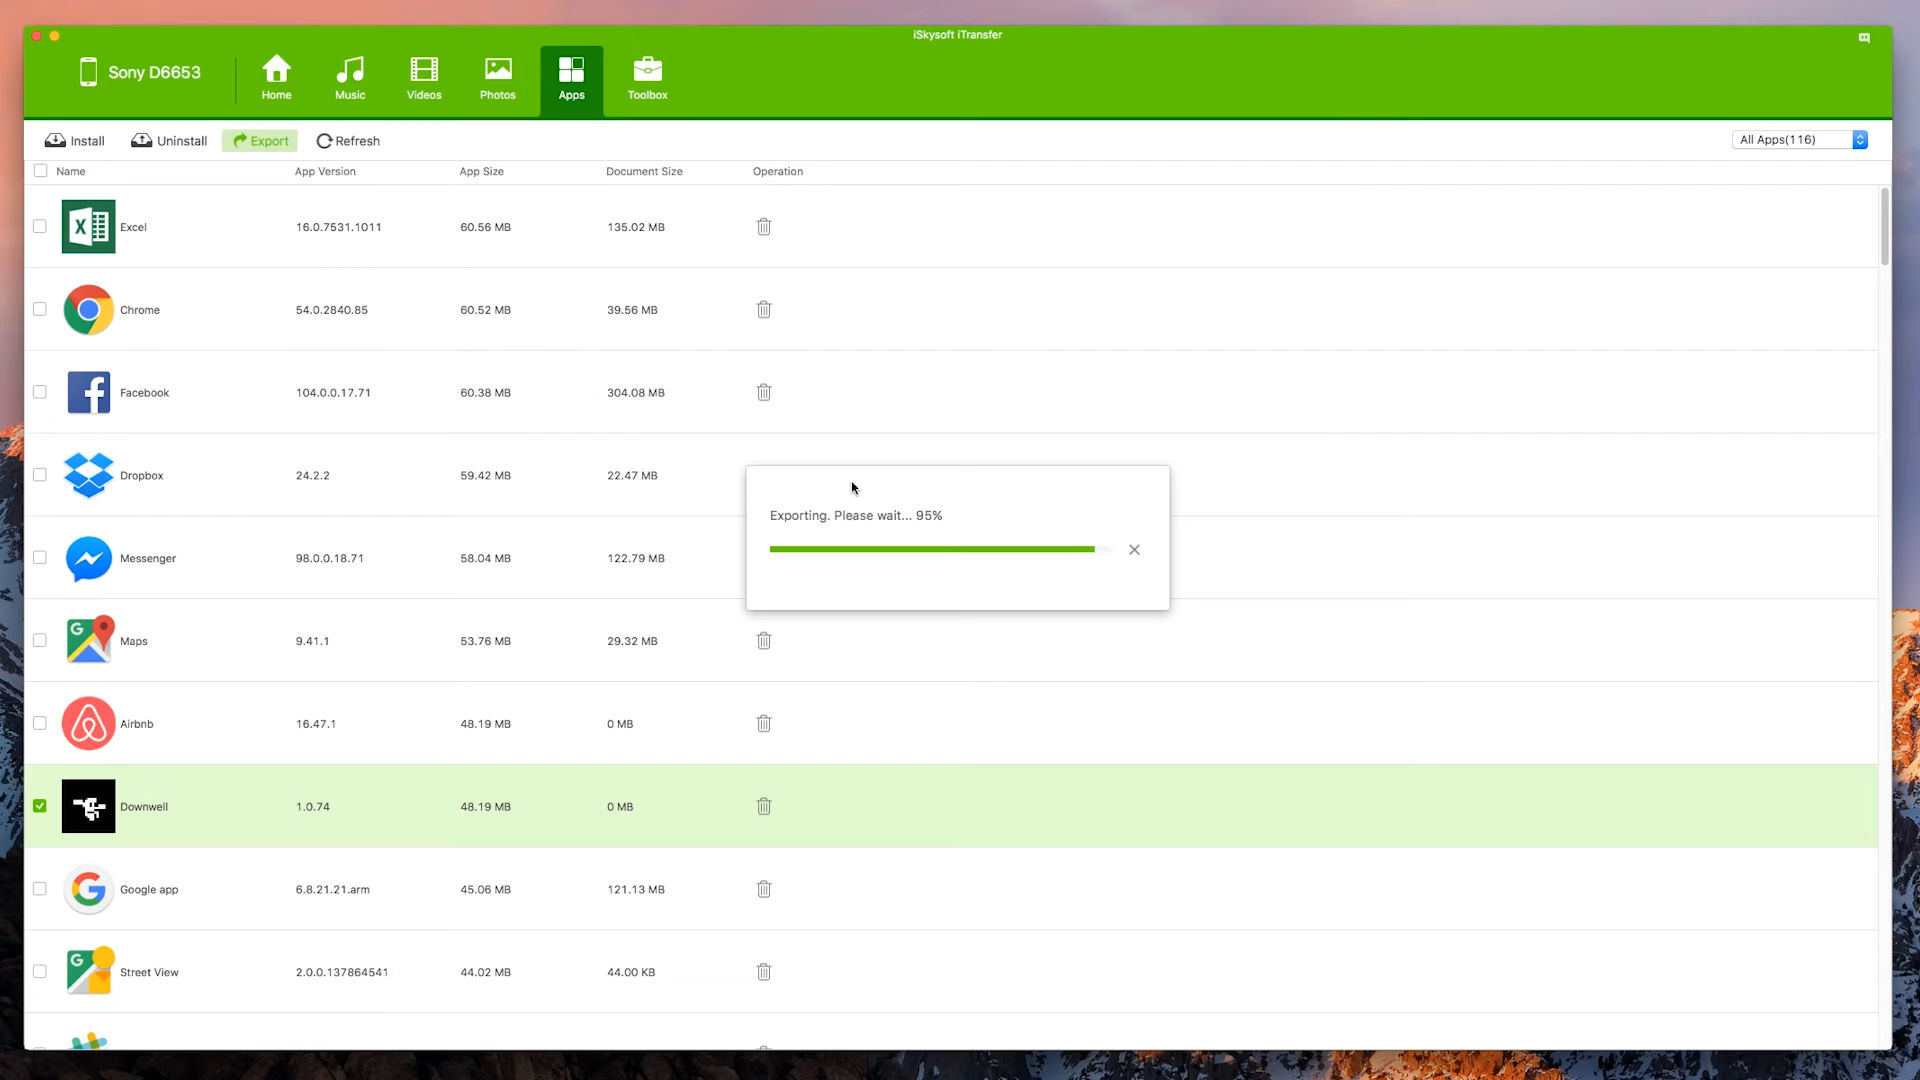 iSkysoft iTransfer
Sony D6653
Home
Music
Videos
Photos
Apps
Toolbox
Install
Uninstall
Export
Refresh
All Apps(116)
Name App Version App Size Document Size Operation
Excel 16.0.7531.1011 60.56 MB 135.02 MB
Chrome 54.0.2840.85 60.52 MB 39.56 MB
Facebook 104.0.0.17.71 60.38 MB 304.08 MB
Dropbox 24.2.2 59.42 MB 22.47 MB
Exporting. Please wait... 95%
Messenger 98.0.0.18.71 58.04 MB 122.79 MB
Maps 9.41.1 53.76 MB 29.32 MB
Airbnb 16.47.1 48.19 MB 0 MB
Downwell 1.0.74 48.19 MB 0 MB
Google app 6.8.21.21.arm 45.06 MB 121.13 MB
Street View 2.0.0.137864541 44.02 MB 44.00 KB